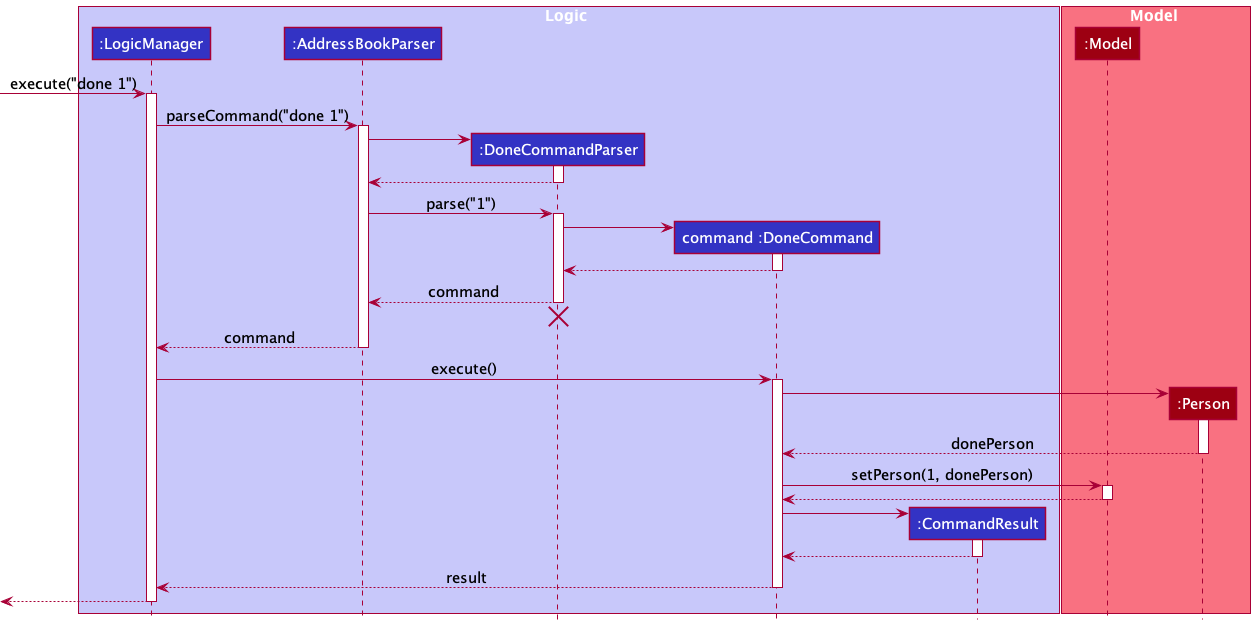 Logic
Model
:LogicManager
:AddressBookParser
:Model
execute("done 1")
parseCommand("done 1")
:DoneCommandParser
parse("1")
command :DoneCommand
command
command
execute()
:Person
donePerson
setPerson(1, donePerson)
:CommandResult
result